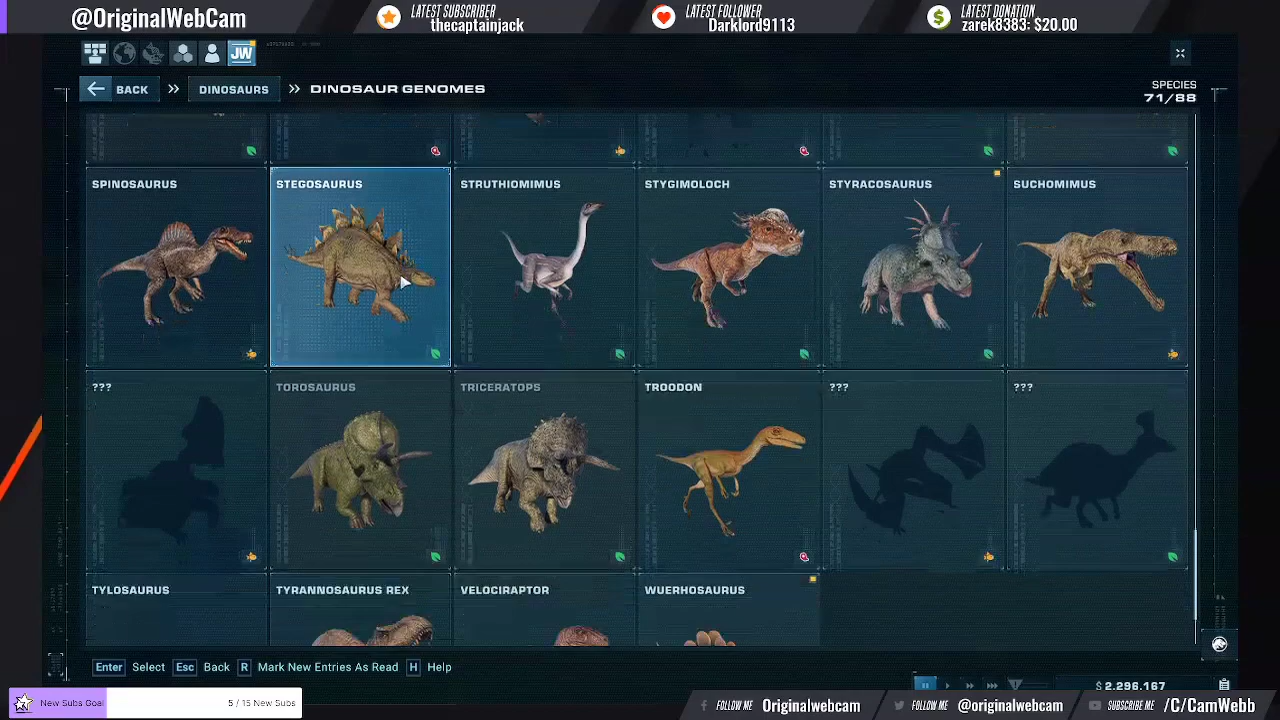 @OriginalWebCam
LATEST SUBSCRIBER
thecaptainjack
LATEST FOLLOWER
Darklord9113
LATEST DONATION
zarek8383: $20.00
JW
BACK
DINOSAURS
DINOSAUR GENOMES
SPECIES
71/88
SPINOSAURUS
STEGOSAURUS
STRUTHIOMIMUS
STYGIMOLOCH
STYRACOSAURUS
SUCHOMIMUS
???
TOROSAURUS
TRICERATOPS
TROODON
???
???
TYLOSAURUS
TYRANNOSAURUS REX
VELOCIRAPTOR
WUERHOSAURUS
Enter Select Esc Back R Mark New Entries As Read H Help
$2,296,167
New Subs Goal 5 / 15 New Subs
FOLLOW ME Originalwebcam
FOLLOW ME @originalwebcam
SUBSCRIBE ME /C/CamWebb